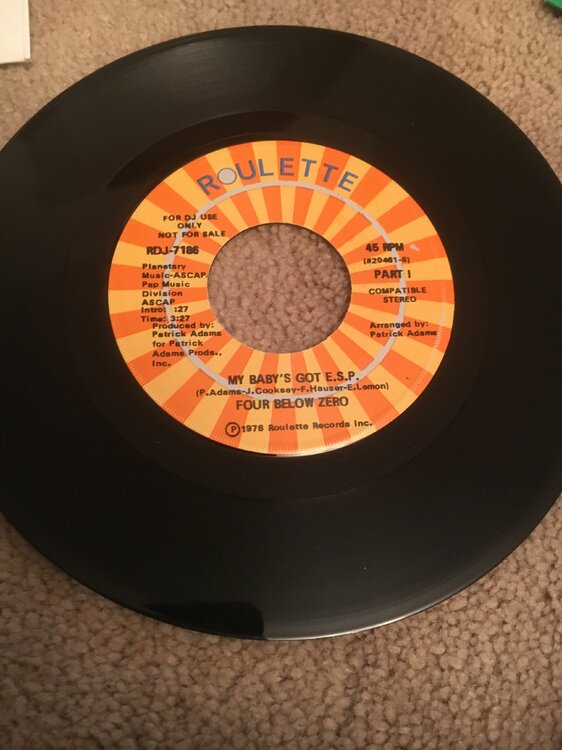 ROULETTE
FOR DJ USE
ONLY
NOT FOR SALE
RDJ-7186
Planetary
Music-ASCAP
Pap Music
Division
ASCAP
Intro: :27
Time: 3:27
Produced by:
Patrick Adams
for Patrick
Adams Prods.,
Inc.
45 RPM
(#20461-S)
PART I
COMPATIBLE
STEREO
Arranged by:
Patrick Adams
MY BABY'S GOT E.S.P.
(P.Adams-J.Cooksey-F.Hauser-E.Lemon)
FOUR BELOW ZERO
Ⓟ1976 Roulette Records Inc.